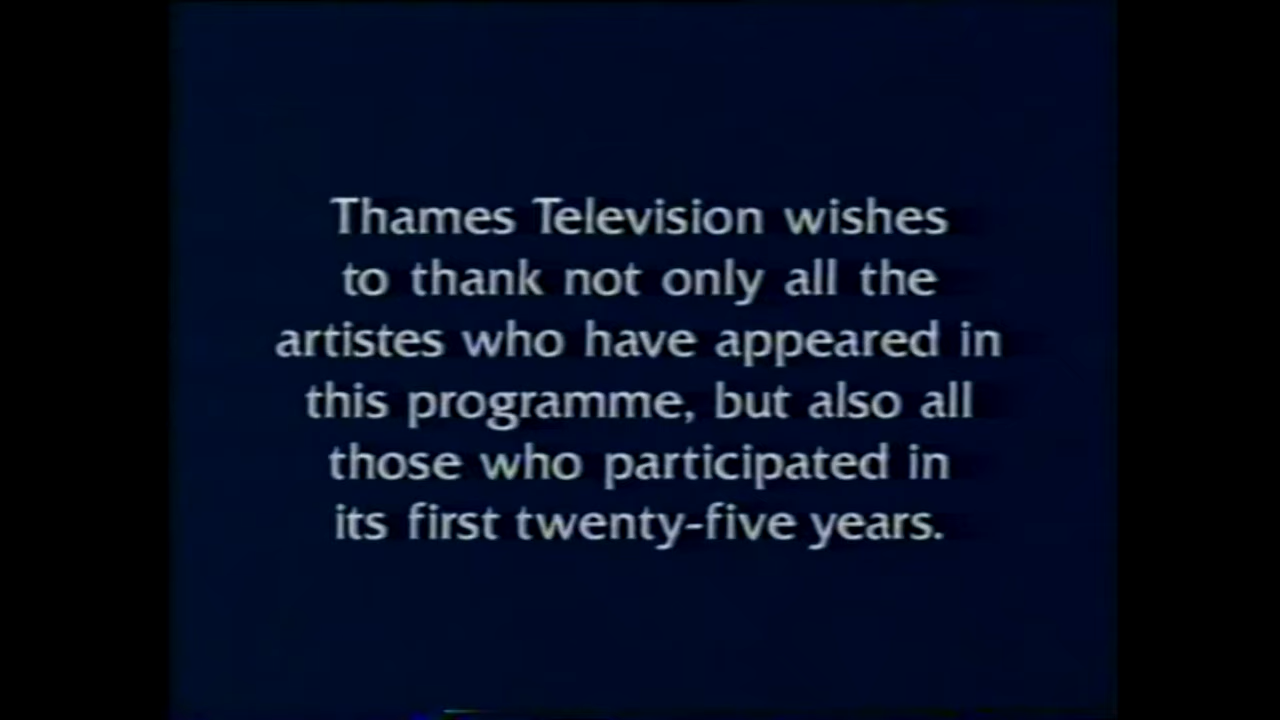 Thames Television wishes
to thank not only all the
artistes who have appeared in
this programme, but also all
those who participated in
its first twenty-five years.